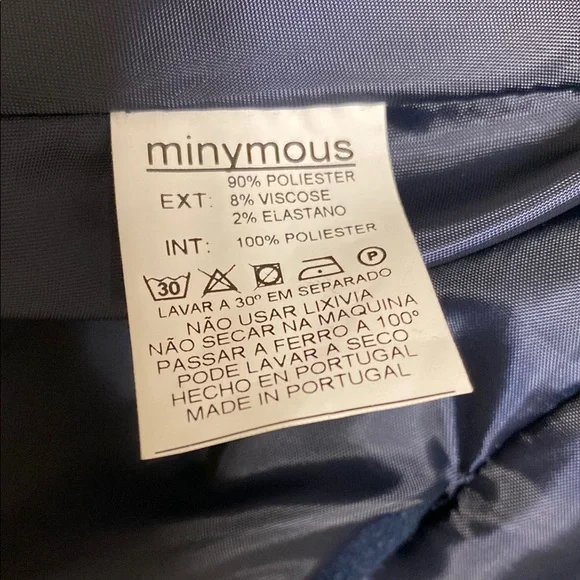 minymous
90% POLIESTER
EXT: 8% VISCOSE
2% ELASTANO
INT: 100% POLIESTER
30 P
LAVAR A 30º EM SEPARADO
NÃO USAR LIXIVIA
NÃO SECAR NA MAQUINA
PASSAR A FERRO A 100º
PODE LAVAR A SECO
HECHO EN PORTUGAL
MADE IN PORTUGAL